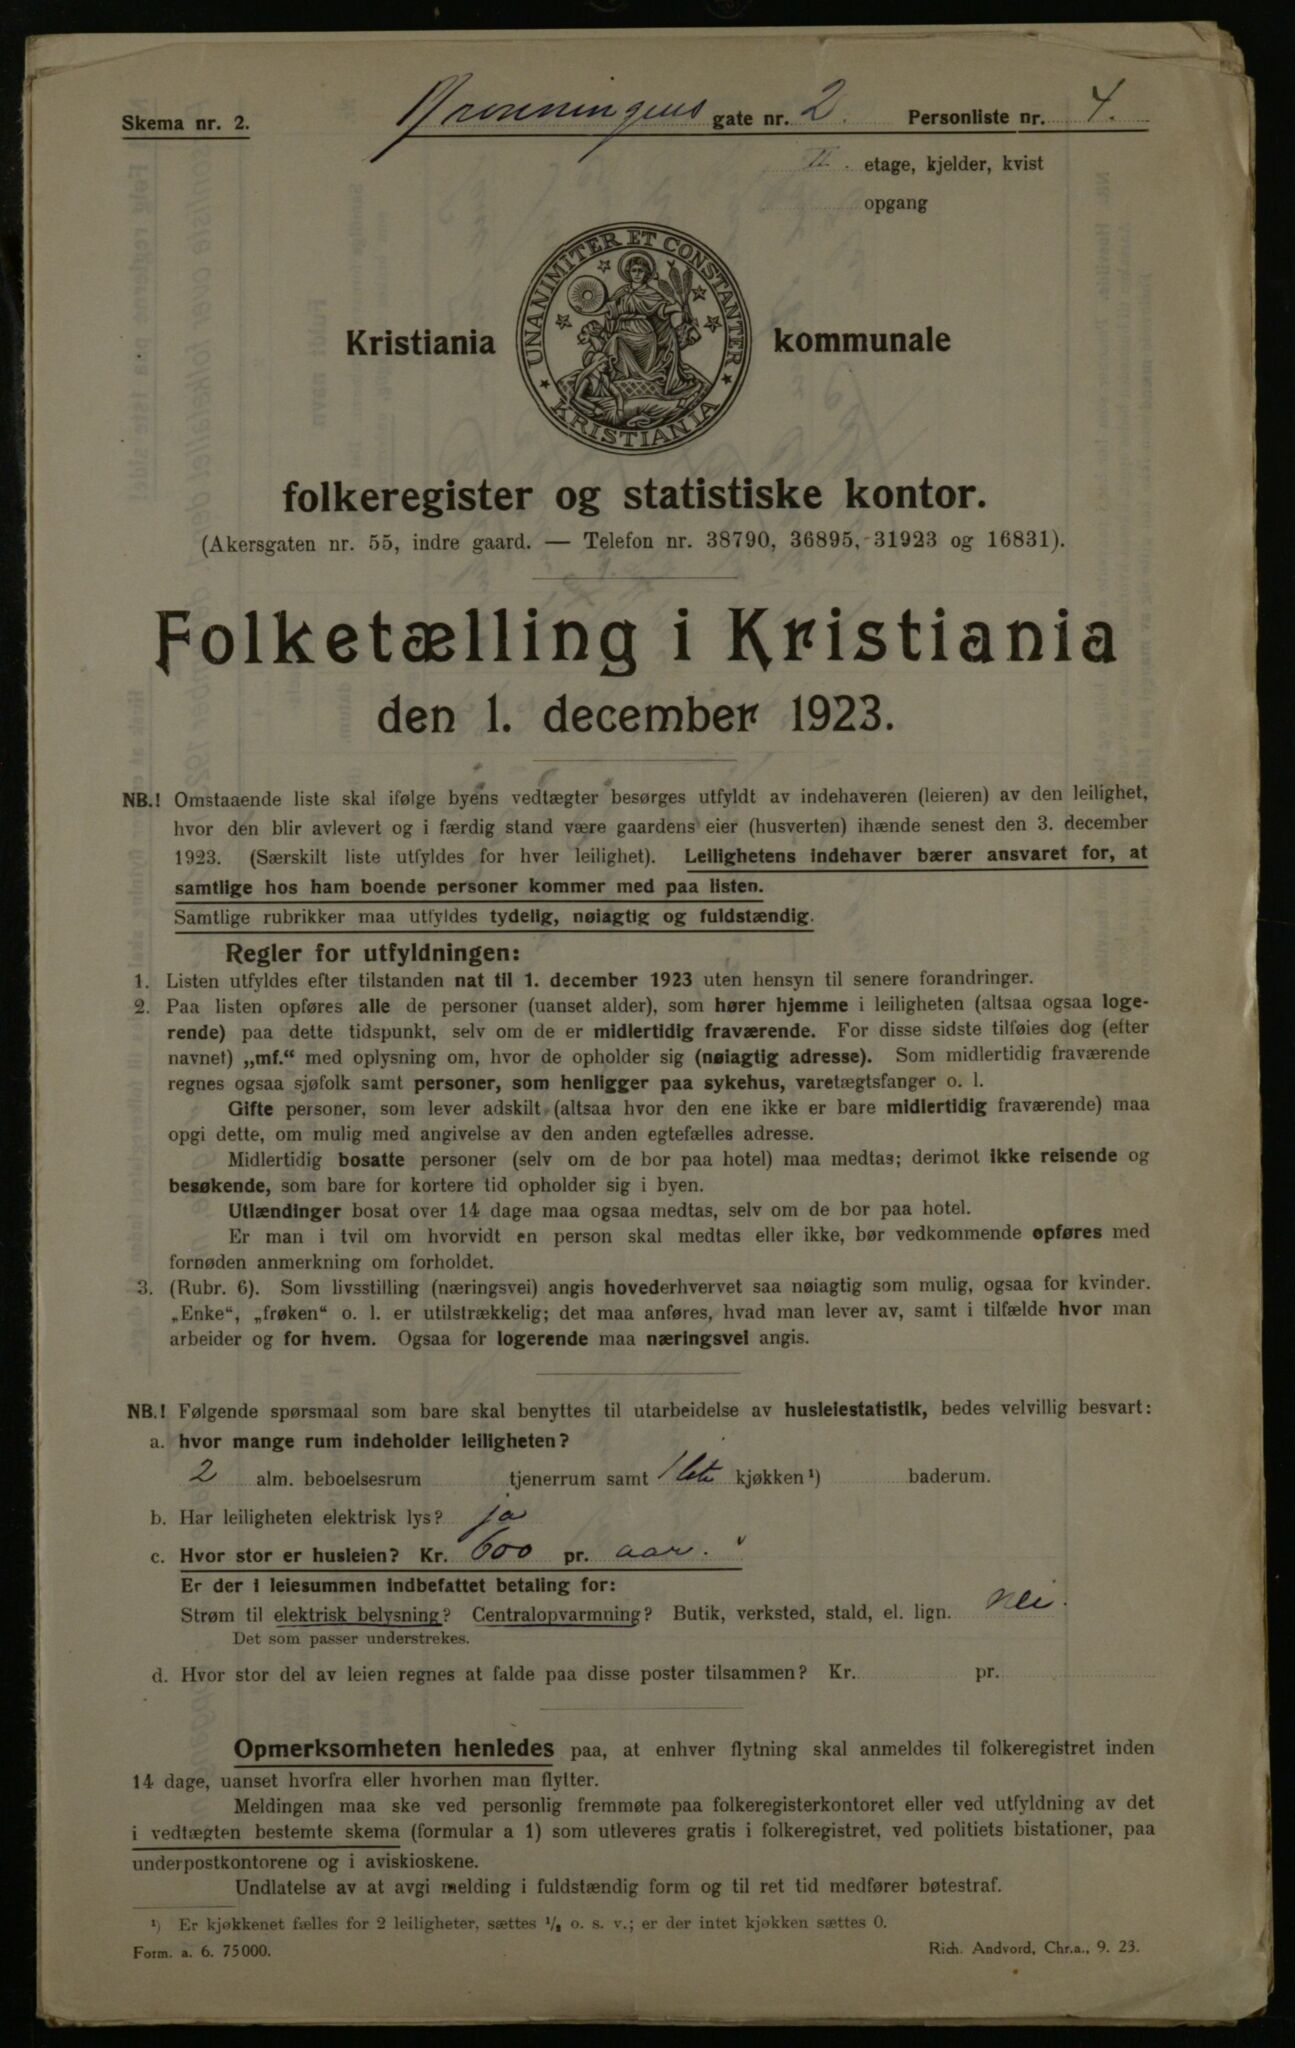 Skema nr. 2. Dronningens gate nr. 2. Personliste nr. 4.
II. etage, kjelder, kvist
opgang
UNANIMITER ET CONSTANTER
KRISTIANIA
Kristiania kommunale
folkeregister og statistiske kontor.
(Akersgaten nr. 55, indre gaard. — Telefon nr. 38790, 36895, 31923 og 16831).
Folketælling i Kristiania
den 1. december 1923.
NB.! Omstaaende liste skal ifølge byens vedtægter besørges utfyldt av indehaveren (leieren) av den leilighet,
hvor den blir avlevert og i færdig stand være gaardens eier (husverten) ihænde senest den 3. december
1923. (Særskilt liste utfyldes for hver leilighet). Leilighetens indehaver bærer ansvaret for, at
samtlige hos ham boende personer kommer med paa listen.
Samtlige rubrikker maa utfyldes tydelig, nøiagtig og fuldstændig.
Regler for utfyldningen:
1. Listen utfyldes efter tilstanden nat til 1. december 1923 uten hensyn til senere forandringer.
2. Paa listen opføres alle de personer (uanset alder), som hører hjemme i leiligheten (altsaa ogsaa loge-
rende) paa dette tidspunkt, selv om de er midlertidig fraværende. For disse sidste tilføies dog (efter
navnet) „mf.“ med oplysning om, hvor de opholder sig (nøiagtig adresse). Som midlertidig fraværende
regnes ogsaa sjøfolk samt personer, som henligger paa sykehus, varetægtsfanger o. l.
Gifte personer, som lever adskilt (altsaa hvor den ene ikke er bare midlertidig fraværende) maa
opgi dette, om mulig med angivelse av den anden egtefælles adresse.
Midlertidig bosatte personer (selv om de bor paa hotel) maa medtas; derimot ikke reisende og
besøkende, som bare for kortere tid opholder sig i byen.
Utlændinger bosat over 14 dage maa ogsaa medtas, selv om de bor paa hotel.
Er man i tvil om hvorvidt en person skal medtas eller ikke, bør vedkommende opføres med
fornøden anmerkning om forholdet.
3. (Rubr. 6). Som livsstilling (næringsvei) angis hovederhvervet saa nøiagtig som mulig, ogsaa for kvinder.
„Enke“, „frøken“ o. l. er utilstrækkelig; det maa anføres, hvad man lever av, samt i tilfælde hvor man
arbeider og for hvem. Ogsaa for logerende maa næringsvei angis.
NB.! Følgende spørsmaal som bare skal benyttes til utarbeidelse av husleiestatistik, bedes velvillig besvart:
a. hvor mange rum indeholder leiligheten?
2 alm. beboelsesrum tjenerrum samt 1 kjøkken¹) baderum.
b. Har leiligheten elektrisk lys? ja
c. Hvor stor er husleien? Kr. 600 pr. aar.
Er der i leiesummen indbefattet betaling for:
Strøm til elektrisk belysning? Centralopvarmning? Butik, verksted, stald, el. lign. Nei.
Det som passer understrekes.
d. Hvor stor del av leien regnes at falde paa disse poster tilsammen? Kr. pr.
Opmerksomheten henledes paa, at enhver flytning skal anmeldes til folkeregistret inden
14 dage, uanset hvorfra eller hvorhen man flytter.
Meldingen maa ske ved personlig fremmøte paa folkeregisterkontoret eller ved utfyldning av det
i vedtægten bestemte skema (formular a 1) som utleveres gratis i folkeregistret, ved politiets bistationer, paa
underpostkontorene og i aviskioskene.
Undlatelse av at avgi melding i fuldstændig form og til ret tid medfører bøtestraf.
¹) Er kjøkkenet fælles for 2 leiligheter, sættes ½ o. s. v.; er der intet kjøkken sættes 0.
Form. a. 6. 75000. Rich. Andvord, Chr.a., 9. 23.